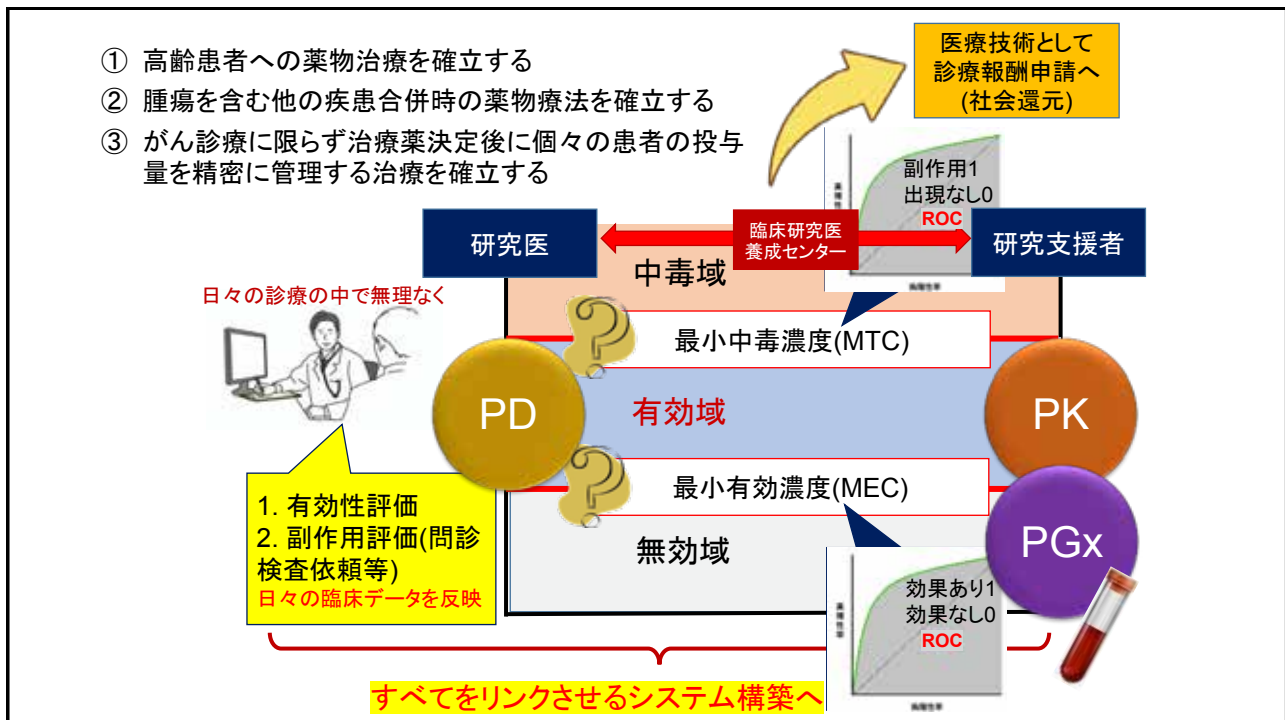 ① 高齢患者への薬物治療を確立する
② 腫瘍を含む他の疾患合併時の薬物療法を確立する
③ がん診療に限らず治療薬決定後に個々の患者の投与
量を精密に管理する治療を確立する
医療技術として
診療報酬申請へ
(社会還元)
副作用1
出現なし0
ROC
研究医
臨床研究医
養成センター
研究支援者
中毒域
日々の診療の中で無理なく
最小中毒濃度(MTC)
PD
有効域
PK
最小有効濃度(MEC)
1. 有効性評価
2. 副作用評価(問診
検査依頼等)
日々の臨床データを反映
無効域
PGx
効果あり1
効果なし0
ROC
すべてをリンクさせるシステム構築へ